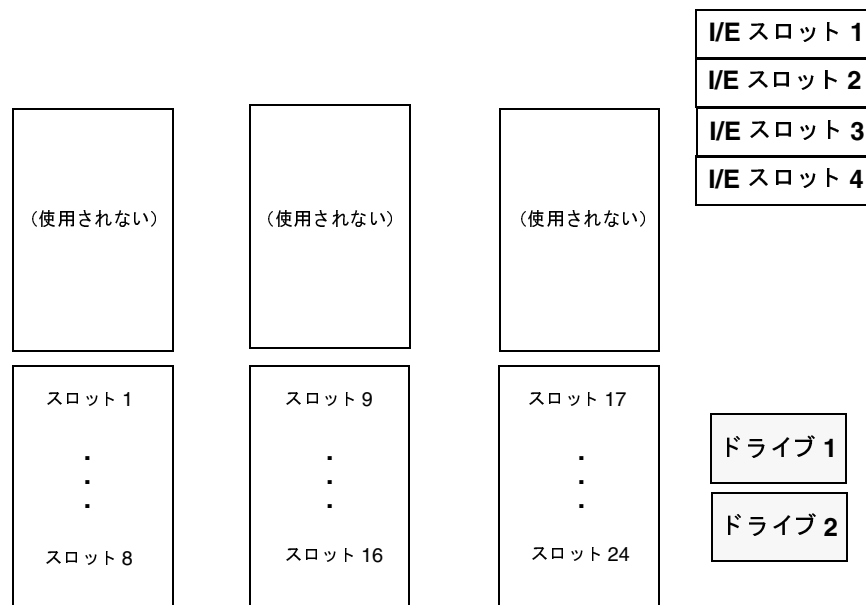 I/E スロット 1
I/E スロット 2
I/E スロット 3
I/E スロット 4
（使用されない）
（使用されない）
（使用されない）
スロット 1
スロット 8
スロット 9
スロット 16
スロット 17
スロット 24
ドライブ 1
ドライブ 2